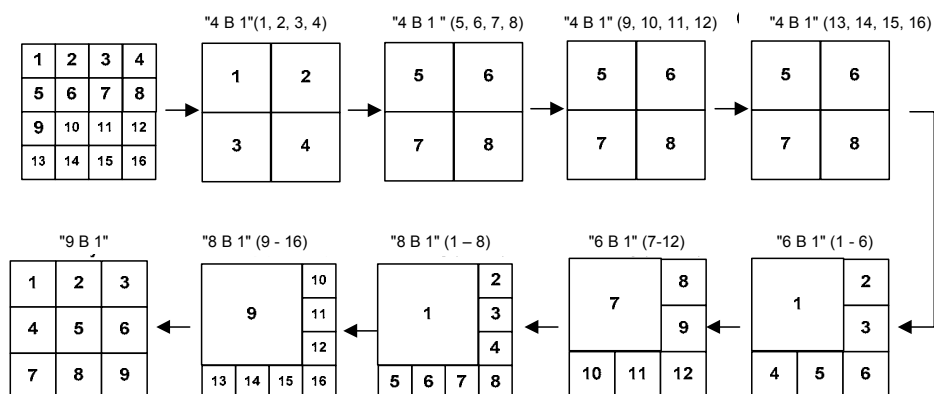 "4 B 1"(1, 2, 3, 4)
"4 B 1 " (5, 6, 7, 8)
"4 B 1" (9, 10, 11, 12)
"4 B 1" (13, 14, 15, 16)
1 2 3 4
5 6 7 8
9 10 11 12
13 14 15 16
1 2
3 4
5 6
7 8
5 6
7 8
5 6
7 8
"9 B 1"
"8 B 1" (9 - 16)
"8 B 1" (1 – 8)
"6 B 1" (7-12)
"6 B 1" (1 - 6)
1 2 3
4 5 6
7 8 9
10
9 11
12
13 14 15 16
2
1 3
4
5 6 7 8
8
7
9
10 11 12
2
1
3
4 5 6